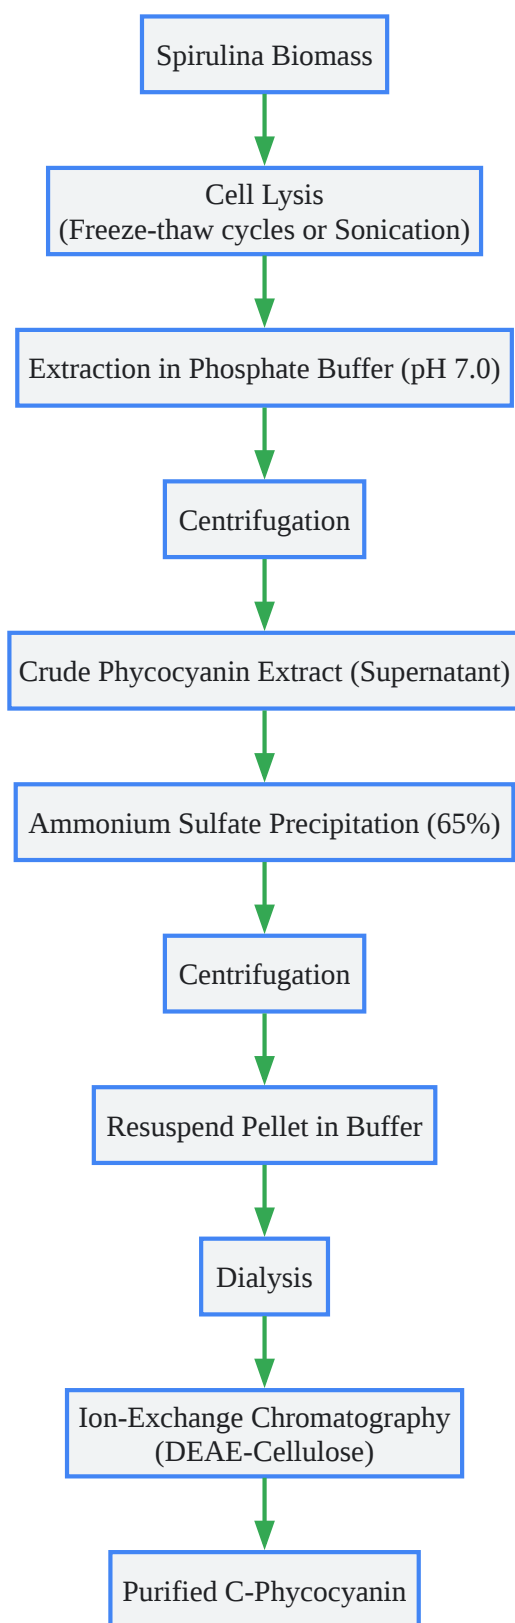 Spirulina Biomass
Cell Lysis
(Freeze-thaw cycles or Sonication)
Extraction in Phosphate Buffer (pH 7.0)
Centrifugation
Crude Phycocyanin Extract (Supernatant)
Ammonium Sulfate Precipitation (65%)
Centrifugation
Resuspend Pellet in Buffer
Dialysis
Ion-Exchange Chromatography
(DEAE-Cellulose)
Purified C-Phycocyanin